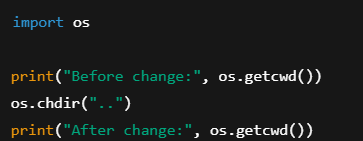 import os
print("Before change:", os.getcwd())
os.chdir("..")
print("After change:", os.getcwd())